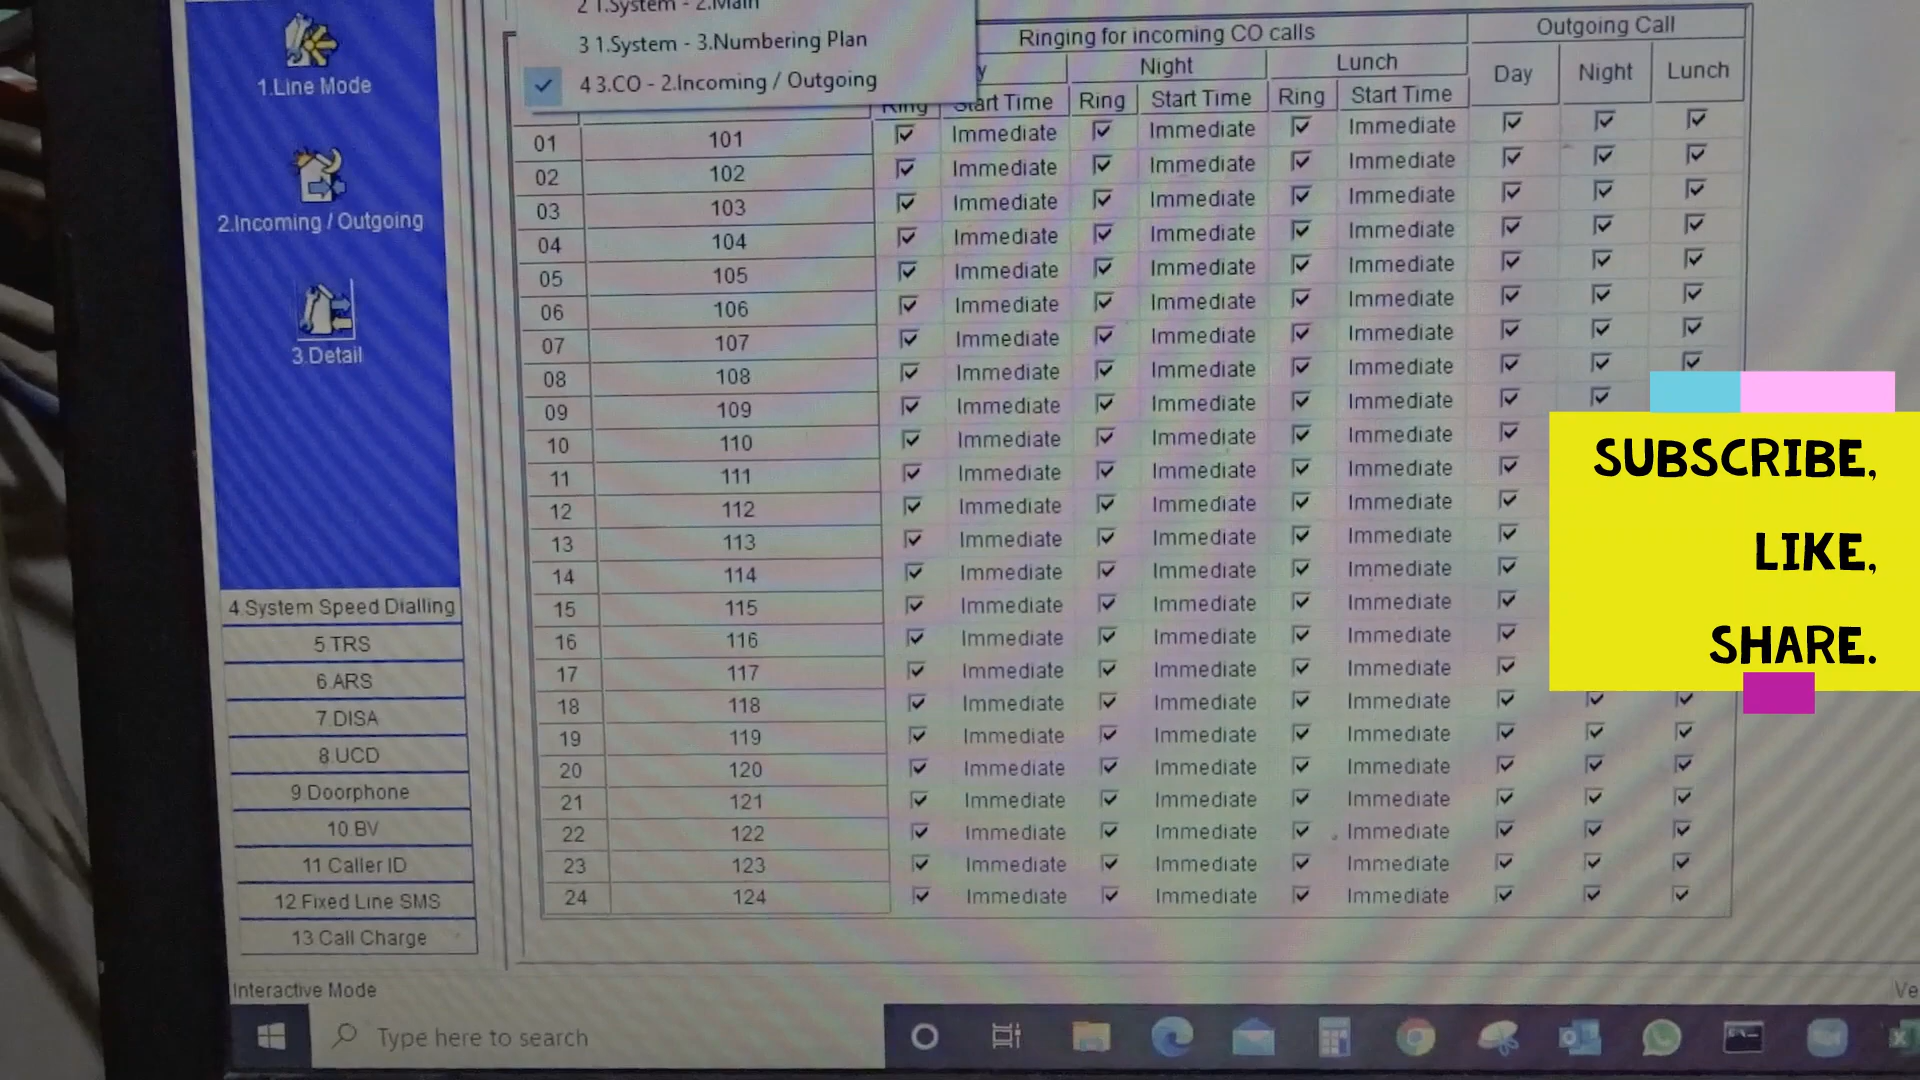 2 1.System - 2.Main
3 1.System - 3.Numbering Plan
4 3.CO - 2.Incoming / Outgoing
Ringing for incoming CO calls Outgoing Call
y Night Lunch Day Night Lunch
Ring Start Time Ring Start Time Ring Start Time
01 101 Immediate Immediate Immediate
02 102 Immediate Immediate Immediate
03 103 Immediate Immediate Immediate
04 104 Immediate Immediate Immediate
05 105 Immediate Immediate Immediate
06 106 Immediate Immediate Immediate
07 107 Immediate Immediate Immediate
08 108 Immediate Immediate Immediate
09 109 Immediate Immediate Immediate
10 110 Immediate Immediate Immediate
11 111 Immediate Immediate Immediate
12 112 Immediate Immediate Immediate
13 113 Immediate Immediate Immediate
14 114 Immediate Immediate Immediate
15 115 Immediate Immediate Immediate
16 116 Immediate Immediate Immediate
17 117 Immediate Immediate Immediate
18 118 Immediate Immediate Immediate
19 119 Immediate Immediate Immediate
20 120 Immediate Immediate Immediate
21 121 Immediate Immediate Immediate
22 122 Immediate Immediate Immediate
23 123 Immediate Immediate Immediate
24 124 Immediate Immediate Immediate
1.Line Mode
2.Incoming / Outgoing
3.Detail
4.System Speed Dialling
5.TRS
6.ARS
7.DISA
8.UCD
9.Doorphone
10.BV
11 Caller ID
12 Fixed Line SMS
13 Call Charge
Interactive Mode
Ve
Type here to search
SUBSCRIBE,
LIKE,
SHARE.